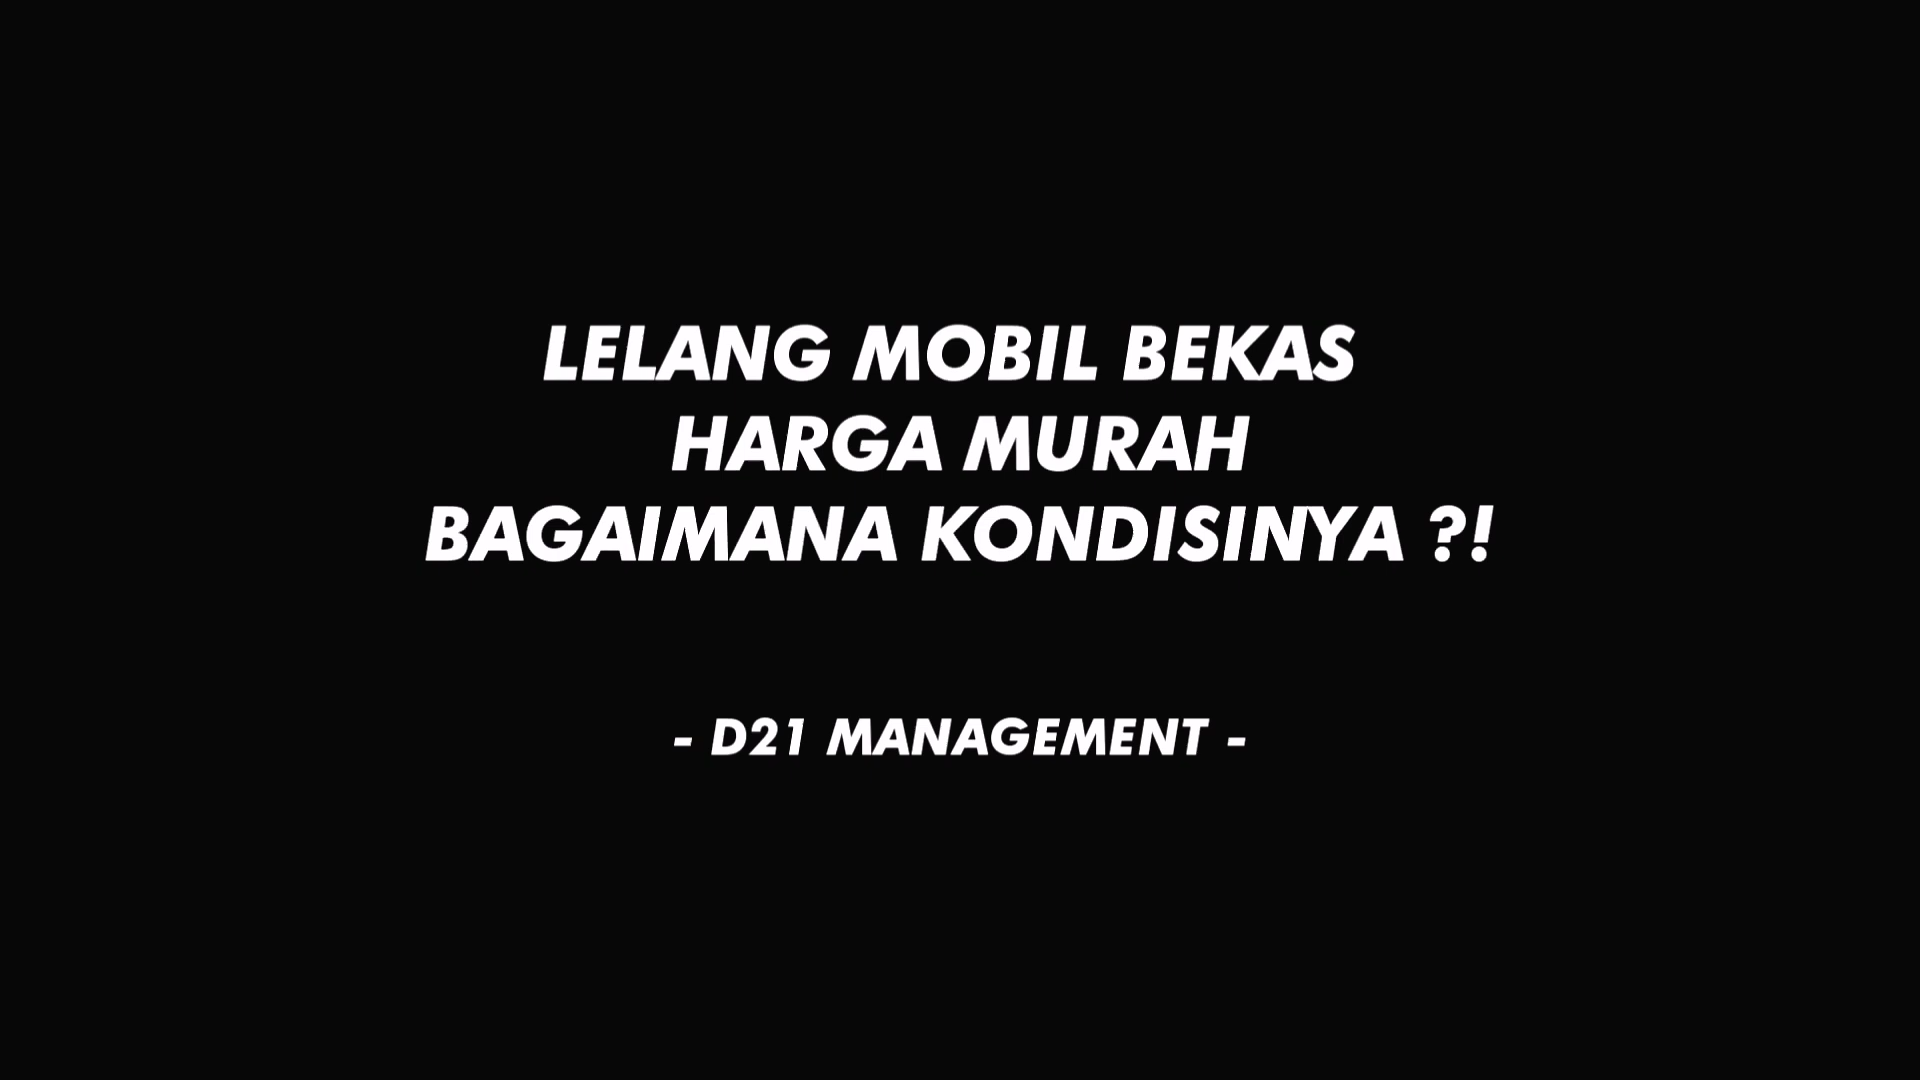 LELANG MOBIL BEKAS
HARGA MURAH
BAGAIMANA KONDISINYA ?!
- D21 MANAGEMENT -